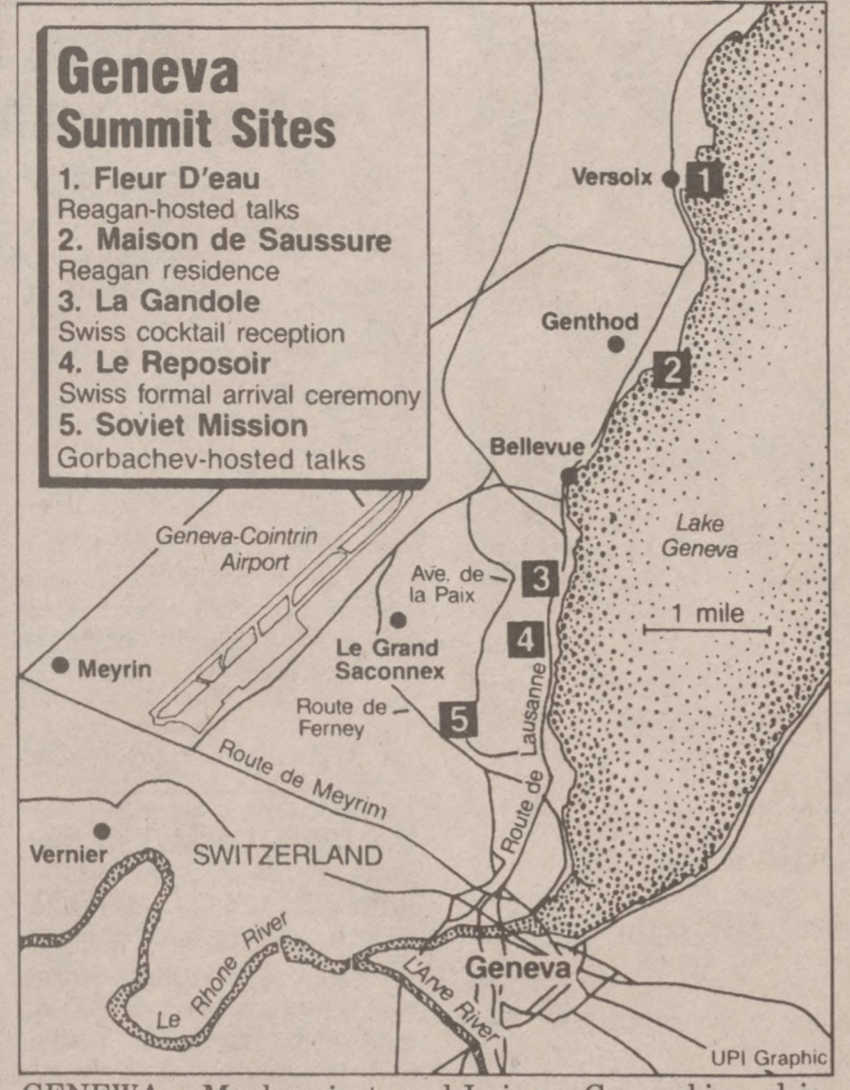 Geneva
Summit Sites
1. Fleur D'eau
Reagan-hosted talks
2. Maison de Saussure
Reagan residence
3. La Gandole
Swiss cocktail reception
4. Le Reposoir
Swiss formal arrival ceremony
5. Soviet Mission
Gorbachev-hosted talks
Versoix
1
Genthod
2
Bellevue
Geneva-Cointrin
Airport
Lake
Geneva
Ave. de
la Paix
3
1 mile
4
Le Grand
Saconnex
Meyrin
Route de
Ferney
5
Route de Lausanne
Route de Meyrim
Vernier
SWITZERLAND
Le Rhone River
L'Arve River
Geneva
UPI Graphic